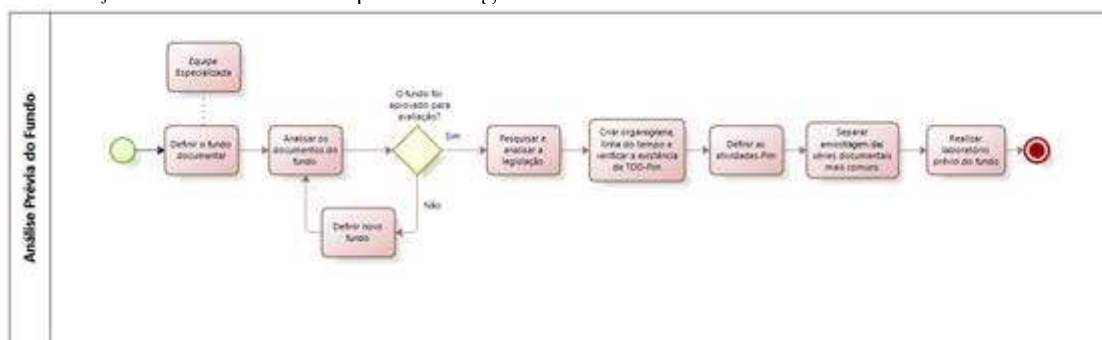 Análise Prévia do Fundo
Equipe
Especializada
Definir o fundo
documental
Analisar os
documentos do
fundo
O fundo foi
aprovado para
avaliação?
Sim
Não
Definir novo
fundo
Pesquisar e
analisar a
legislação
Criar organograma,
linha do tempo e
verificar a existência
de TDD-Fim
Definir as
atividades-Fim
Separar
amostragem das
séries documentais
mais comuns
Realizar
laboratório
prévio do fundo